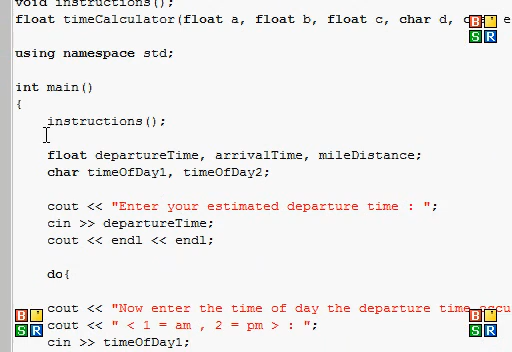 void instructions();
float timeCalculator(float a, float b, float c, char d, e
using namespace std;
int main()
{
instructions();
float departureTime, arrivalTime, mileDistance;
char timeOfDay1, timeOfDay2;
cout << "Enter your estimated departure time : ";
cin >> departureTime;
cout << endl << endl;
do{
cout << "Now enter the time of day the departure time
cout << " < 1 = am , 2 = pm > : ";
cin >> timeOfDay1;
B '
S R
B '
S R
B '
S R